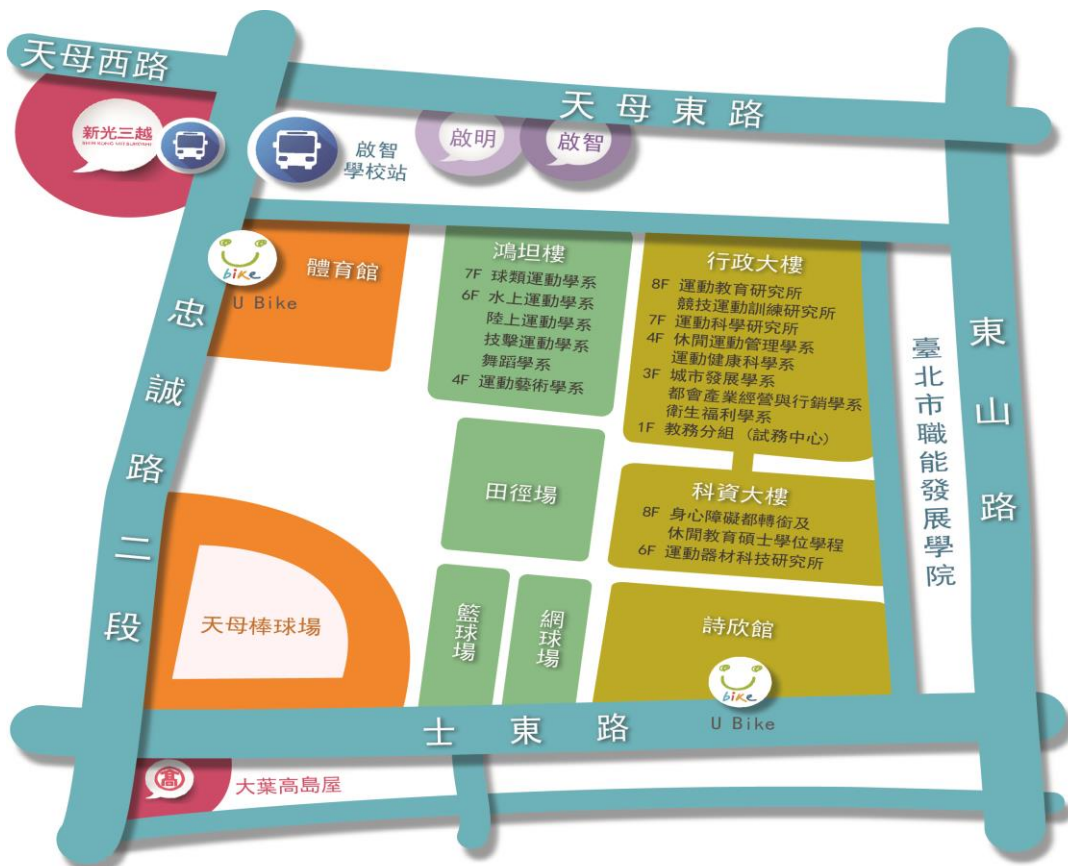 天母西路
天母東路
新光三越
SHIN KONG MITSUKOSHI
啟智
學校站
啟明
啟智
bike
U Bike
體育館
鴻坦樓
7F 球類運動學系
6F 水上運動學系
陸上運動學系
技擊運動學系
舞蹈學系
4F 運動藝術學系
行政大樓
8F 運動教育研究所
競技運動訓練研究所
7F 運動科學研究所
4F 休閒運動管理學系
運動健康科學系
3F 城市發展學系
都會產業經營與行銷學系
衛生福利學系
1F 教務分組（試務中心）
忠誠路二段
東山路
臺北市職能發展學院
田徑場
科資大樓
8F 身心障礙都轉銜及
休閒教育碩士學位學程
6F 運動器材科技研究所
天母棒球場
籃球場
網球場
詩欣館
bike
U Bike
士東路
高
大葉高島屋